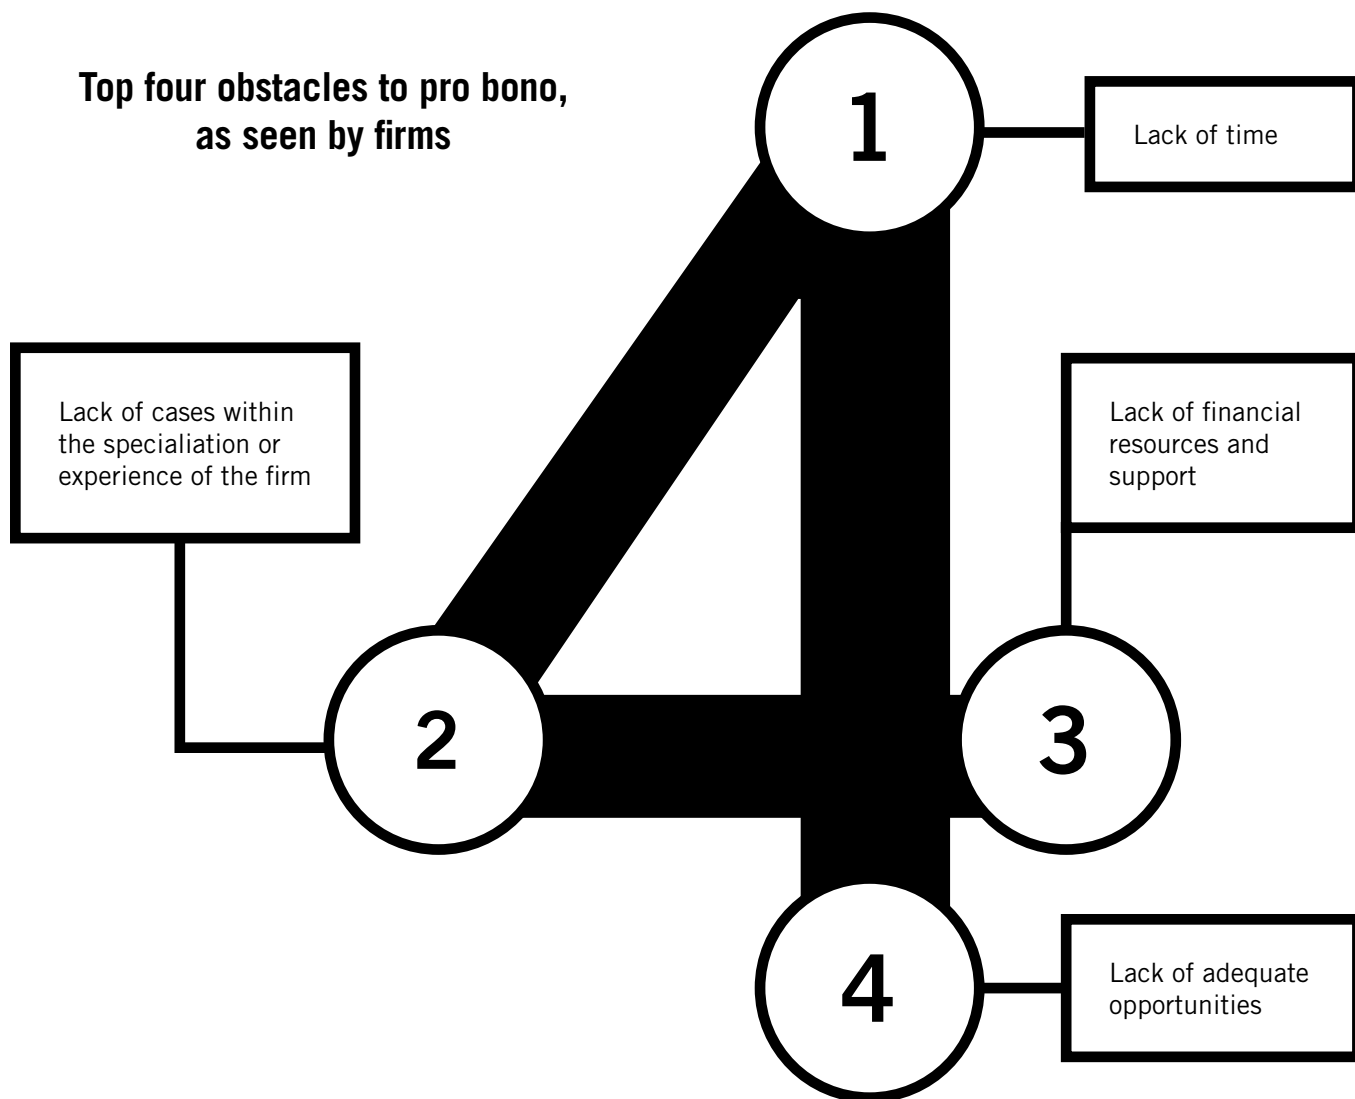 Top four obstacles to pro bono,
as seen by firms
1
Lack of time
2
Lack of cases within
the specialiation or
experience of the firm
3
Lack of financial
resources and
support
4
Lack of adequate
opportunities